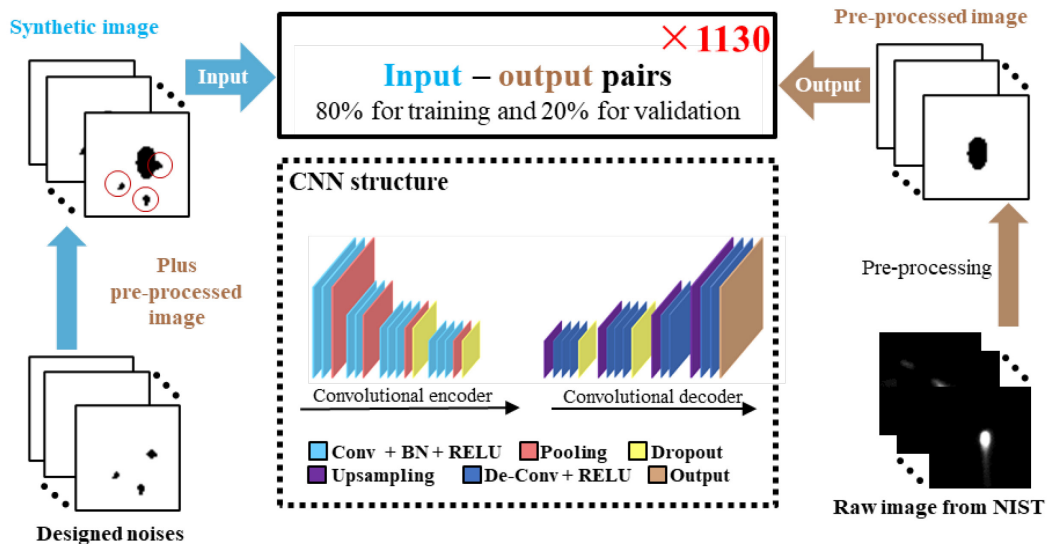 Synthetic image
Pre-processed image
× 1130
Input
Input – output pairs
Output
80% for training and 20% for validation
CNN structure
Plus
pre-processed
image
Pre-processing
Convolutional encoder
Convolutional decoder
Conv + BN + RELU
Pooling
Dropout
Upsampling
De-Conv + RELU
Output
Designed noises
Raw image from NIST